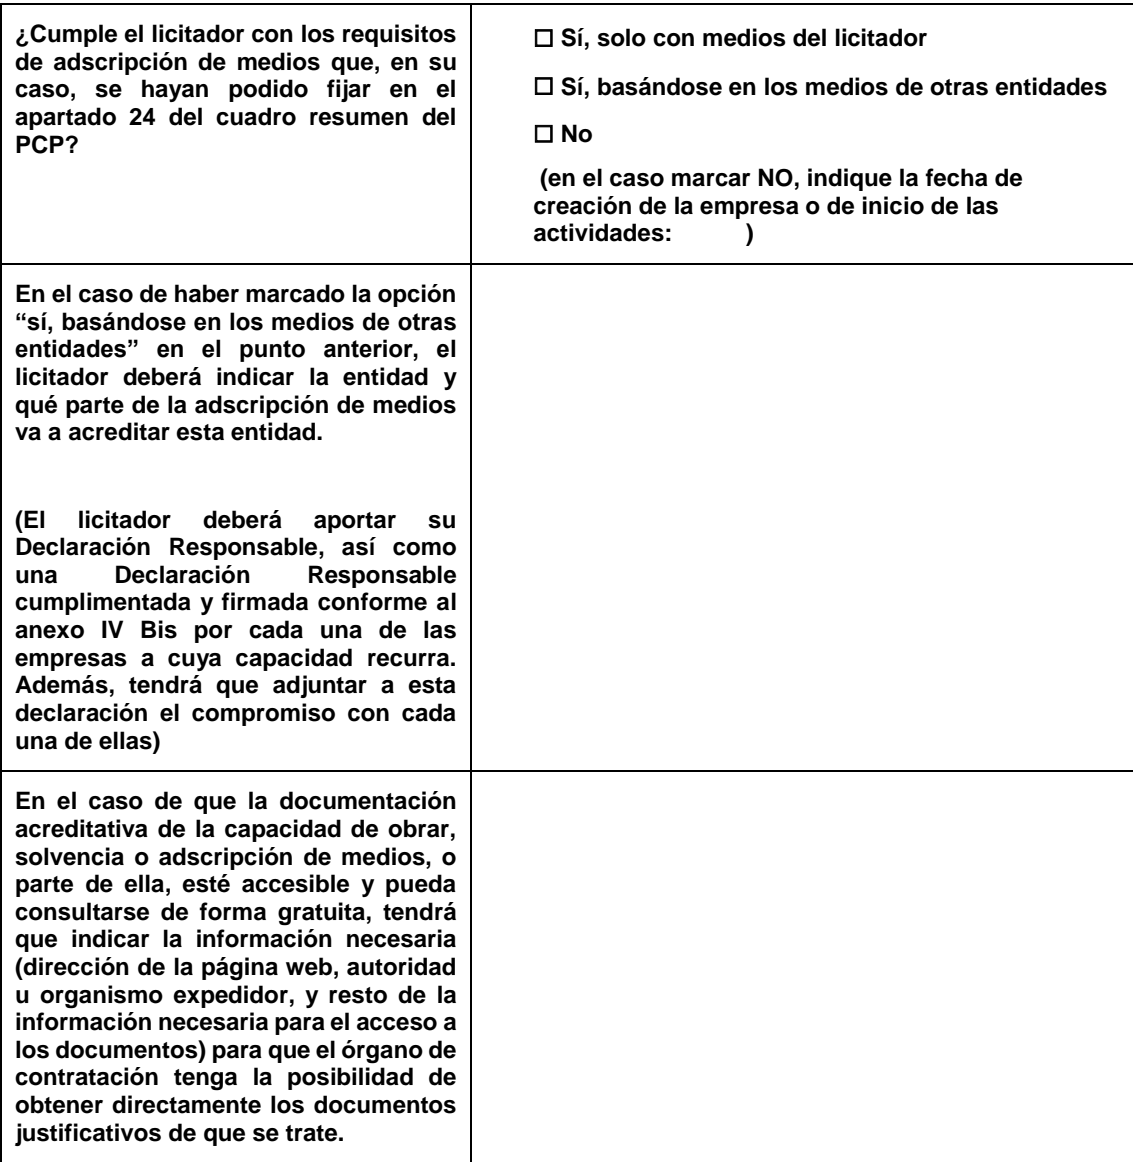 ¿Cumple el licitador con los requisitos
de adscripción de medios que, en su
caso, se hayan podido fijar en el
apartado 24 del cuadro resumen del
PCP?
☐ Sí, solo con medios del licitador
☐ Sí, basándose en los medios de otras entidades
☐ No
(en el caso marcar NO, indique la fecha de
creación de la empresa o de inicio de las
actividades: )
En el caso de haber marcado la opción
“sí, basándose en los medios de otras
entidades” en el punto anterior, el
licitador deberá indicar la entidad y
qué parte de la adscripción de medios
va a acreditar esta entidad.
(El licitador deberá aportar su
Declaración Responsable, así como
una Declaración Responsable
cumplimentada y firmada conforme al
anexo IV Bis por cada una de las
empresas a cuya capacidad recurra.
Además, tendrá que adjuntar a esta
declaración el compromiso con cada
una de ellas)
En el caso de que la documentación
acreditativa de la capacidad de obrar,
solvencia o adscripción de medios, o
parte de ella, esté accesible y pueda
consultarse de forma gratuita, tendrá
que indicar la información necesaria
(dirección de la página web, autoridad
u organismo expedidor, y resto de la
información necesaria para el acceso a
los documentos) para que el órgano de
contratación tenga la posibilidad de
obtener directamente los documentos
justificativos de que se trate.